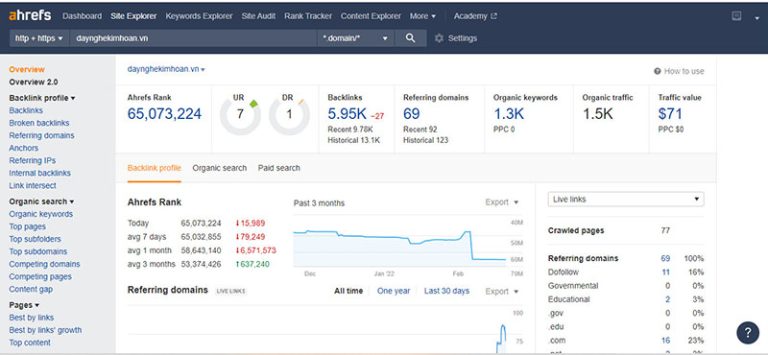 ahrefs Dashboard Site Explorer Keywords Explorer Site Audit Rank Tracker Content Explorer More Academy
http + https daynghekimhoan.vn *.domain/* Settings
Overview
Overview 2.0
Backlink profile
Backlinks
Broken backlinks
Referring domains
Anchors
Referring IPs
Internal backlinks
Link intersect
Organic search
Organic keywords
Top pages
Top subfolders
Top subdomains
Competing domains
Competing pages
Content gap
Pages
Best by links
Best by links' growth
Top content
daynghekimhoan.vn
How to use
Ahrefs Rank
65,073,224
UR
7
DR
1
Backlinks
5.95K -27
Recent 9.78K
Historical 13.1K
Referring domains
69
Recent 92
Historical 123
Organic keywords
1.3K
PPC 0
Organic traffic
1.5K
Traffic value
$71
PPC $0
Backlink profile Organic search Paid search
Ahrefs Rank
Today 65,073,224 ↓15,989
avg 7 days 65,032,855 ↓79,249
avg 1 month 58,643,140 ↓6,571,573
avg 3 months 53,374,426 ↑637,240
Past 3 months Export
40M
50M
60M
70M
Dec Jan '22 Feb Feb
Referring domains LIVE LINKS All time One year Last 30 days Export
100
75
Live links
Crawled pages 77
Referring domains 69 100%
Dofollow 11 16%
Governmental 0
Educational 2 3%
.gov 0
.edu 0
.com 16 23%
?